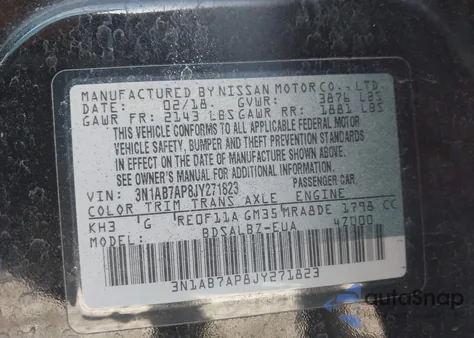 MANUFACTURED BY NISSAN MOTOR CO., LTD.
DATE: 02/18. GVWR: 3876 LBS
GAWR FR: 2143 LBS GAWR RR: 1881 LBS
THIS VEHICLE CONFORMS TO ALL APPLICABLE FEDERAL MOTOR
VEHICLE SAFETY, BUMPER AND THEFT PREVENTION STANDARDS
IN EFFECT ON THE DATE OF MANUFACTURE SHOWN ABOVE.
SEE OWNER'S MANUAL FOR ADDITIONAL INFORMATION.
PASSENGER CAR.
VIN: 3N1AB7AP8JY271823
COLOR TRIM TRANS AXLE ENGINE
KH3 G RE0F11A GM35 MRA8DE 1798 CC
MODEL: BDSALBZ-EUA 47000
3N1AB7AP8JY271823
autoSnap